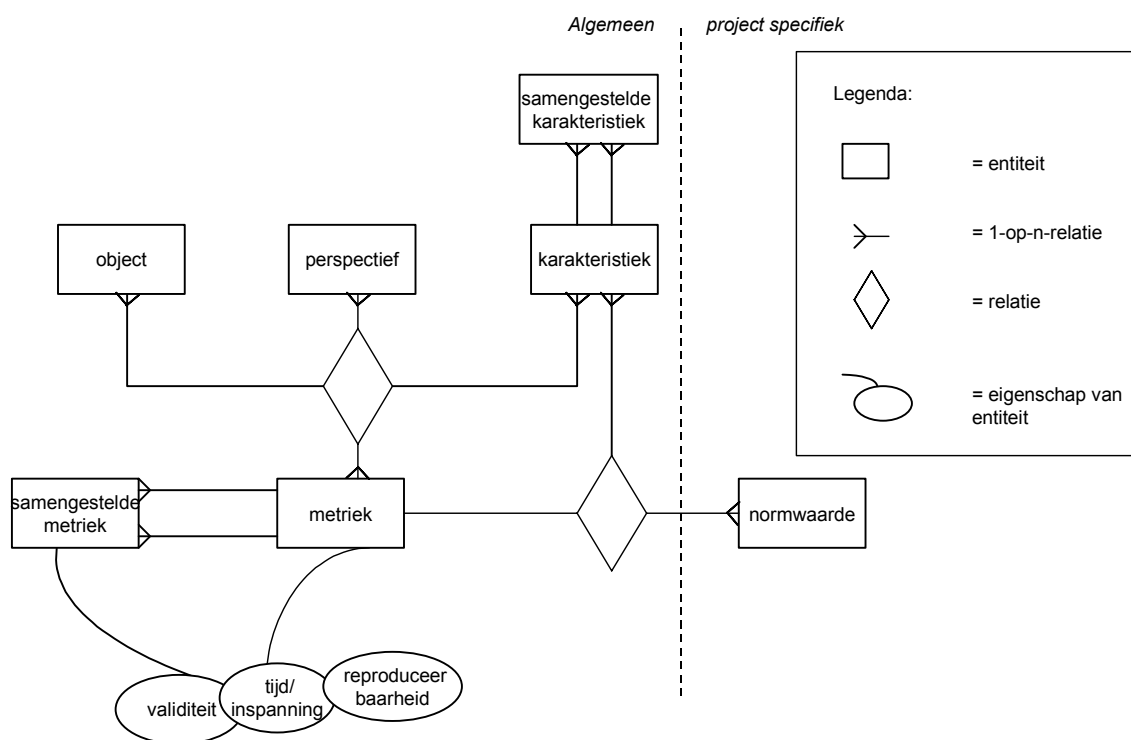 Algemeen
project specifiek
samengestelde
karakteristiek
Legenda:
= entiteit
= 1-op-n-relatie
= relatie
= eigenschap van
entiteit
object
perspectief
karakteristiek
samengestelde
metriek
metriek
normwaarde
validiteit
tijd/
inspanning
reproduceer
baarheid